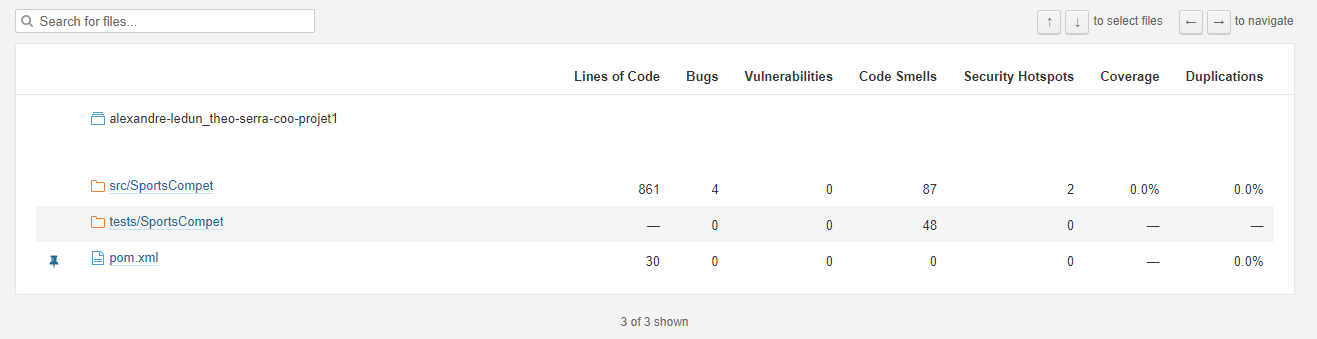 Search for files...
↑ ↓ to select files ← → to navigate
Lines of Code Bugs Vulnerabilities Code Smells Security Hotspots Coverage Duplications
alexandre-ledun_theo-serra-coo-projet1
src/SportsCompet 861 4 0 87 2 0.0% 0.0%
tests/SportsCompet — 0 0 48 0 — —
pom.xml 30 0 0 0 0 — 0.0%
3 of 3 shown